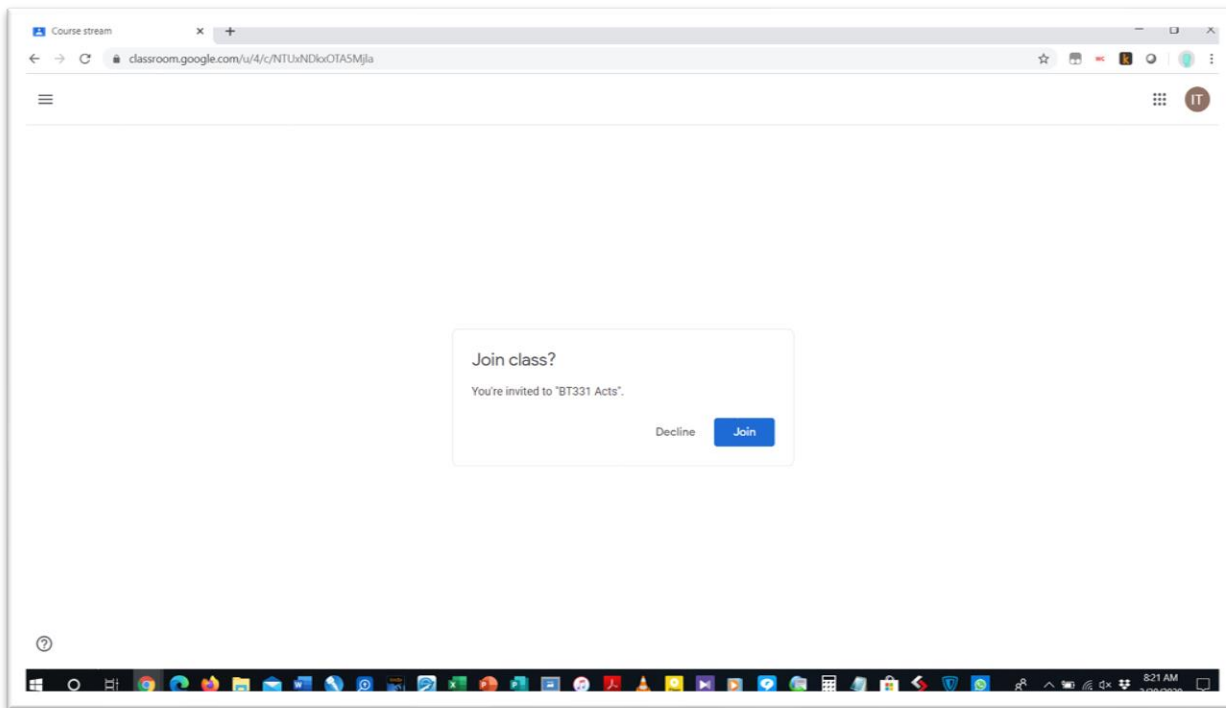 Course stream
classroom.google.com/u/4/c/NTUxNDkxOTA5Mjla
IT
Join class?
You're invited to "BT331 Acts".
Decline
Join
8:21 AM